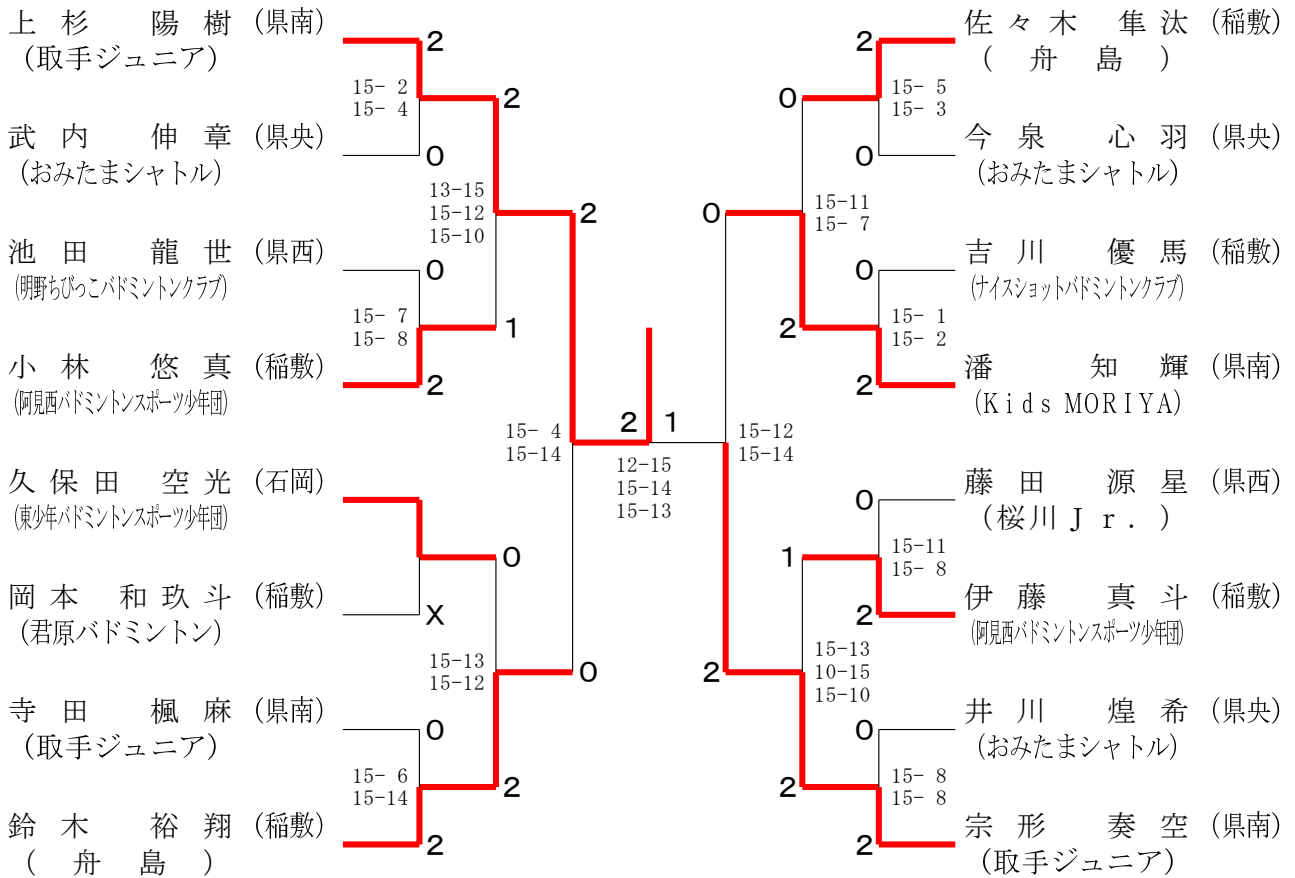 上杉 陽樹 (県南)
(取手ジュニア)
武内 伸章 (県央)
(おみたまシャトル)
池田 龍世 (県西)
(明野ちびっこバドミントンクラブ)
小林 悠真 (稲敷)
(阿見西バドミントンスポーツ少年団)
久保田 空光 (石岡)
(東少年バドミントンスポーツ少年団)
岡本 和玖斗 (稲敷)
(君原バドミントン)
寺田 楓麻 (県南)
(取手ジュニア)
鈴木 裕翔 (稲敷)
(舟島)
2
15- 2
15- 4
0
2
13-15
15-12
15-10
0
15- 7
15- 8
1
2
2
15- 4
15-14
0
X
15-13
15-12
0
0
15- 6
15-14
2
2
2 1
12-15
15-14
15-13
0
15-12
15-14
2
0
15-11
15- 7
2
1
15-13
10-15
15-10
2
2
15- 5
15- 3
0
0
15- 1
15- 2
2
0
15-11
15- 8
2
0
15- 8
15- 8
2
佐々木 隼汰 (稲敷)
(舟島)
今泉 心羽 (県央)
(おみたまシャトル)
吉川 優馬 (稲敷)
(ナイスショットバドミントンクラブ)
潘 知輝 (県南)
(Kids MORIYA)
藤田 源星 (県西)
(桜川Jr.)
伊藤 真斗 (稲敷)
(阿見西バドミントンスポーツ少年団)
井川 煌希 (県央)
(おみたまシャトル)
宗形 奏空 (県南)
(取手ジュニア)